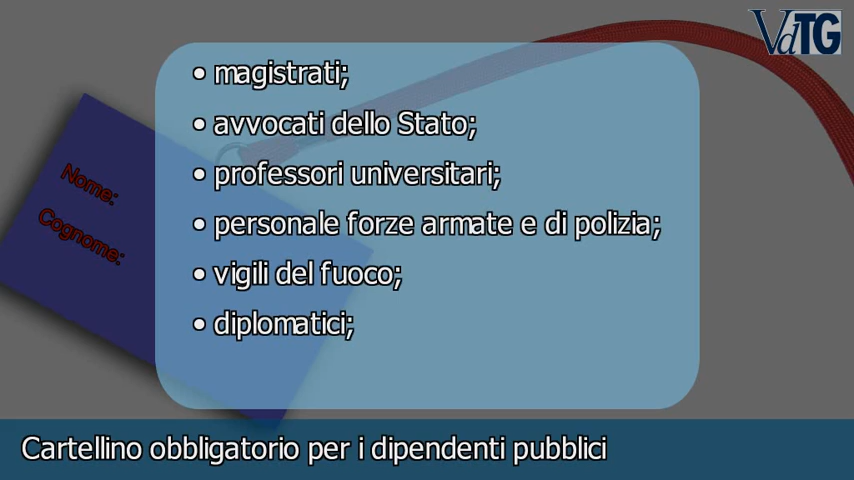 VdTG
• magistrati;
• avvocati dello Stato;
• professori universitari;
• personale forze armate e di polizia;
• vigili del fuoco;
• diplomatici;
Nome:
Cognome:
Cartellino obbligatorio per i dipendenti pubblici